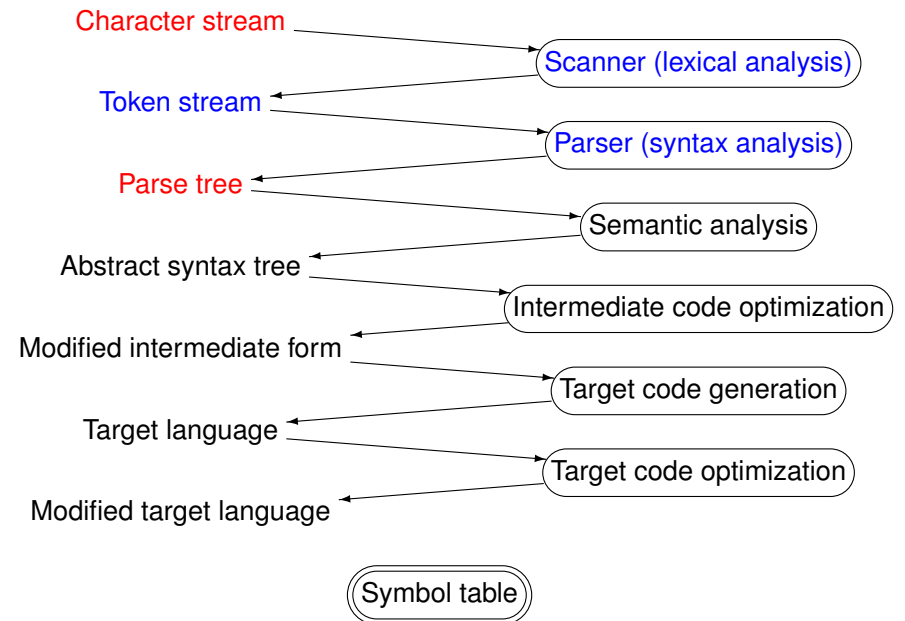 Character stream
Scanner (lexical analysis)
Token stream
Parser (syntax analysis)
Parse tree
Semantic analysis
Abstract syntax tree
Intermediate code optimization
Modified intermediate form
Target code generation
Target language
Target code optimization
Modified target language
Symbol table